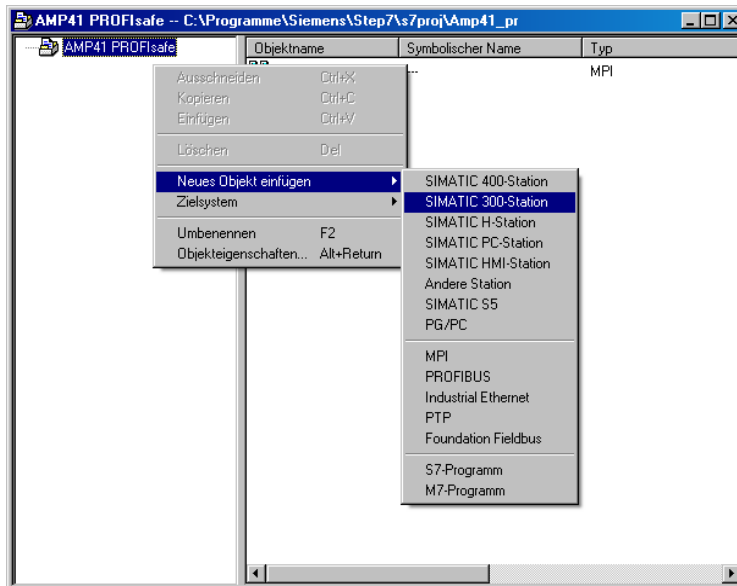 AMP41 PROFIsafe -- C:\Programme\Siemens\Step7\s7proj\Amp41_pr
AMP41 PROFIsafe
Objektname Symbolischer Name Typ
--- MPI
Ausschneiden Ctrl+X
Kopieren Ctrl+C
Einfügen Ctrl+V
Löschen Del
Neues Objekt einfügen
Zielsystem
Umbenennen F2
Objekteigenschaften... Alt+Return
SIMATIC 400-Station
SIMATIC 300-Station
SIMATIC H-Station
SIMATIC PC-Station
SIMATIC HMI-Station
Andere Station
SIMATIC S5
PG/PC
MPI
PROFIBUS
Industrial Ethernet
PTP
Foundation Fieldbus
S7-Programm
M7-Programm